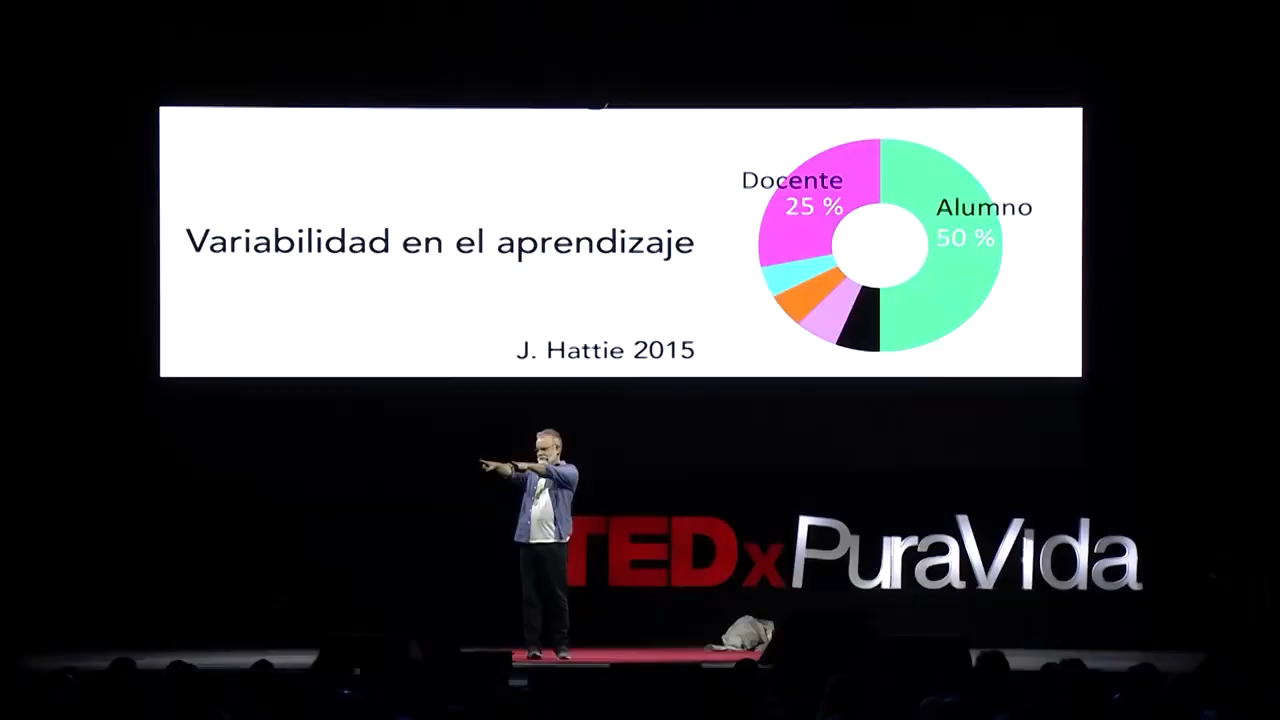 Variabilidad en el aprendizaje
J. Hattie 2015
Docente
25 %
Alumno
50 %
TEDxPuraVida